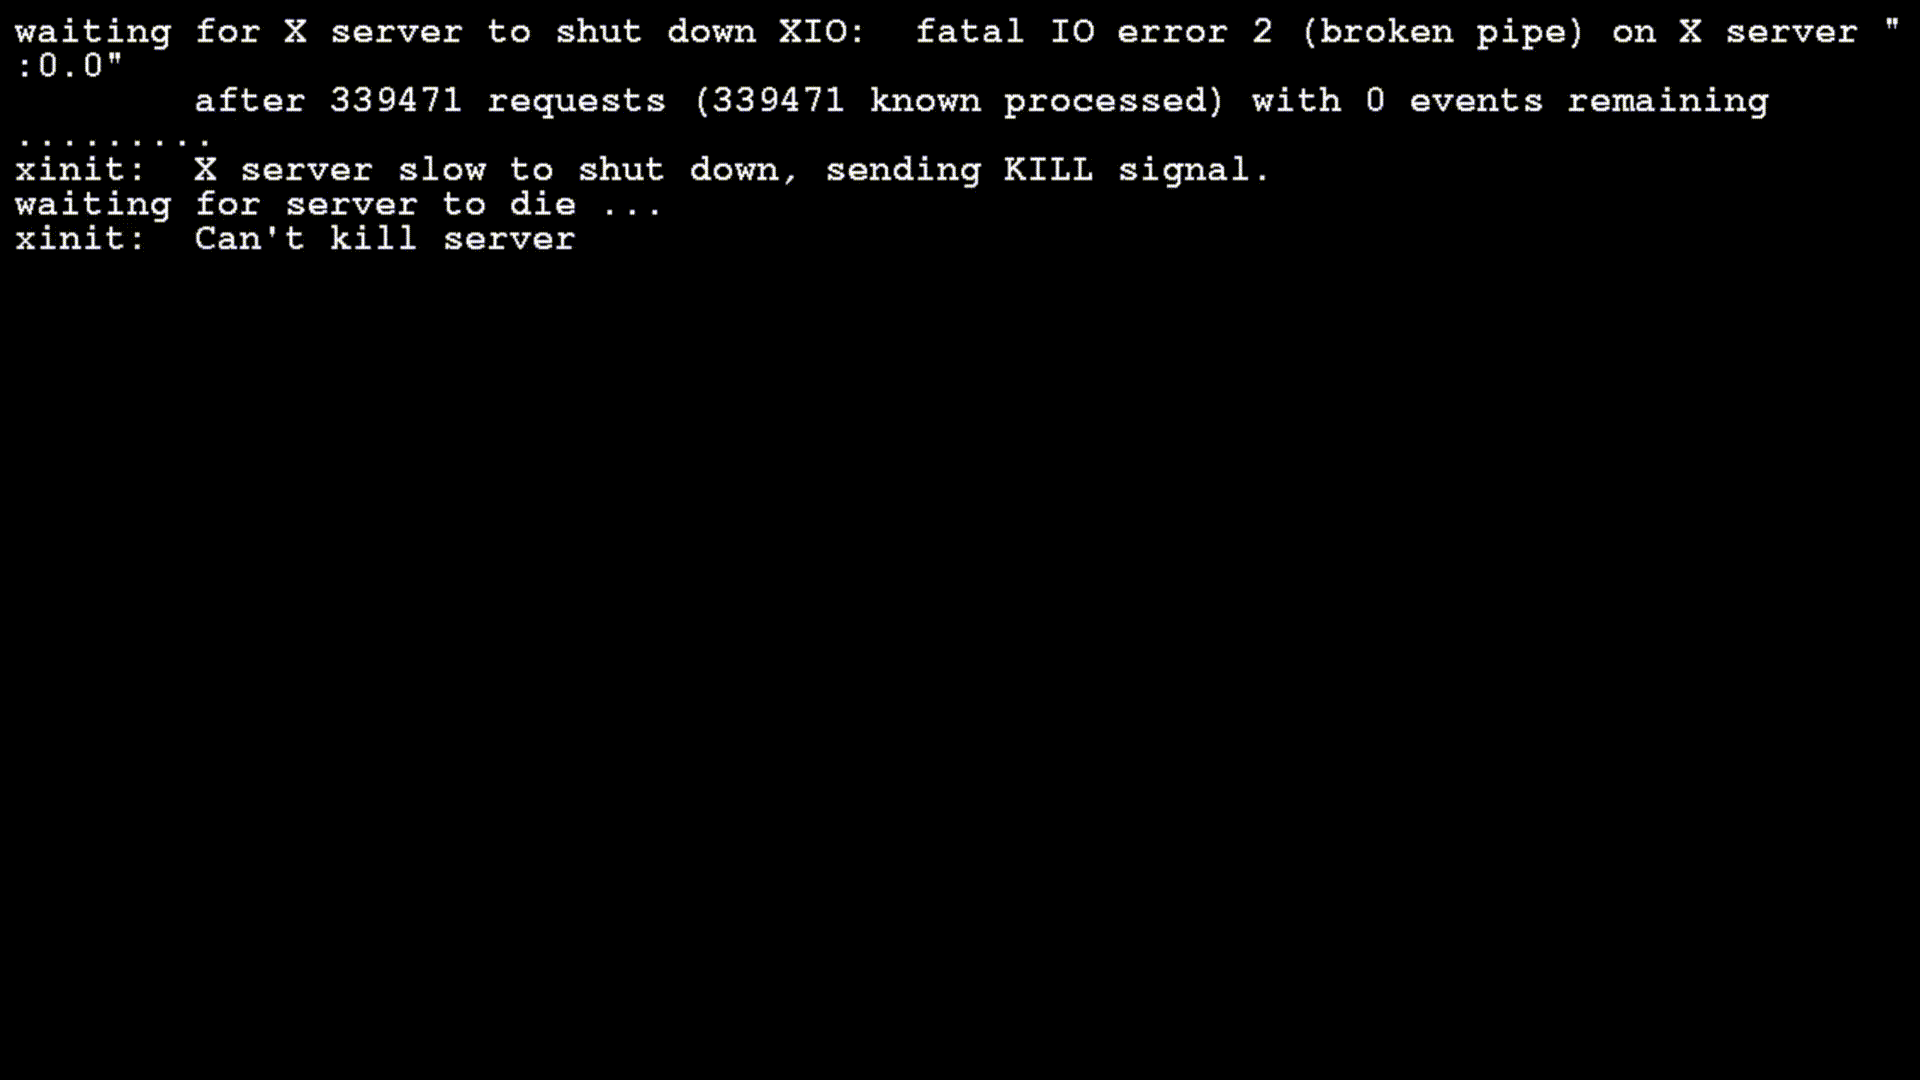 waiting for X server to shut down XIO:  fatal IO error 2 (broken pipe) on X server "
:0.0"
        after 339471 requests (339471 known processed) with 0 events remaining
.........
xinit:  X server slow to shut down, sending KILL signal.
waiting for server to die ...
xinit:  Can't kill server